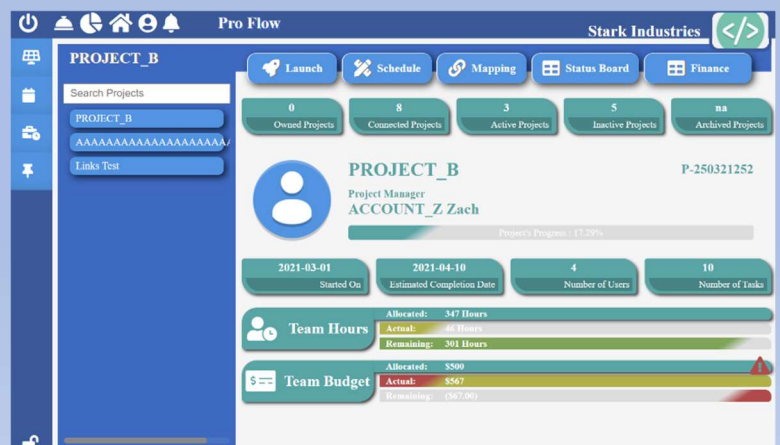 Pro Flow
Stark Industries
</>
PROJECT_B
Launch
Schedule
Mapping
Status Board
Finance
Search Projects
PROJECT_B
AAAAAAAAAAAAAAAAAAAA/
Links Test
0
Owned Projects
8
Connected Projects
3
Active Projects
5
Inactive Projects
na
Archived Projects
PROJECT_B
P-250321252
Project Manager
ACCOUNT_Z Zach
Project's Progress : 17.29%
2021-03-01
Started On
2021-04-10
Estimated Completion Date
4
Number of Users
10
Number of Tasks
Team Hours
Allocated: 347 Hours
Actual: 46 Hours
Remaining: 301 Hours
Team Budget
Allocated: $500
Actual: $567
Remaining: ($67.00)